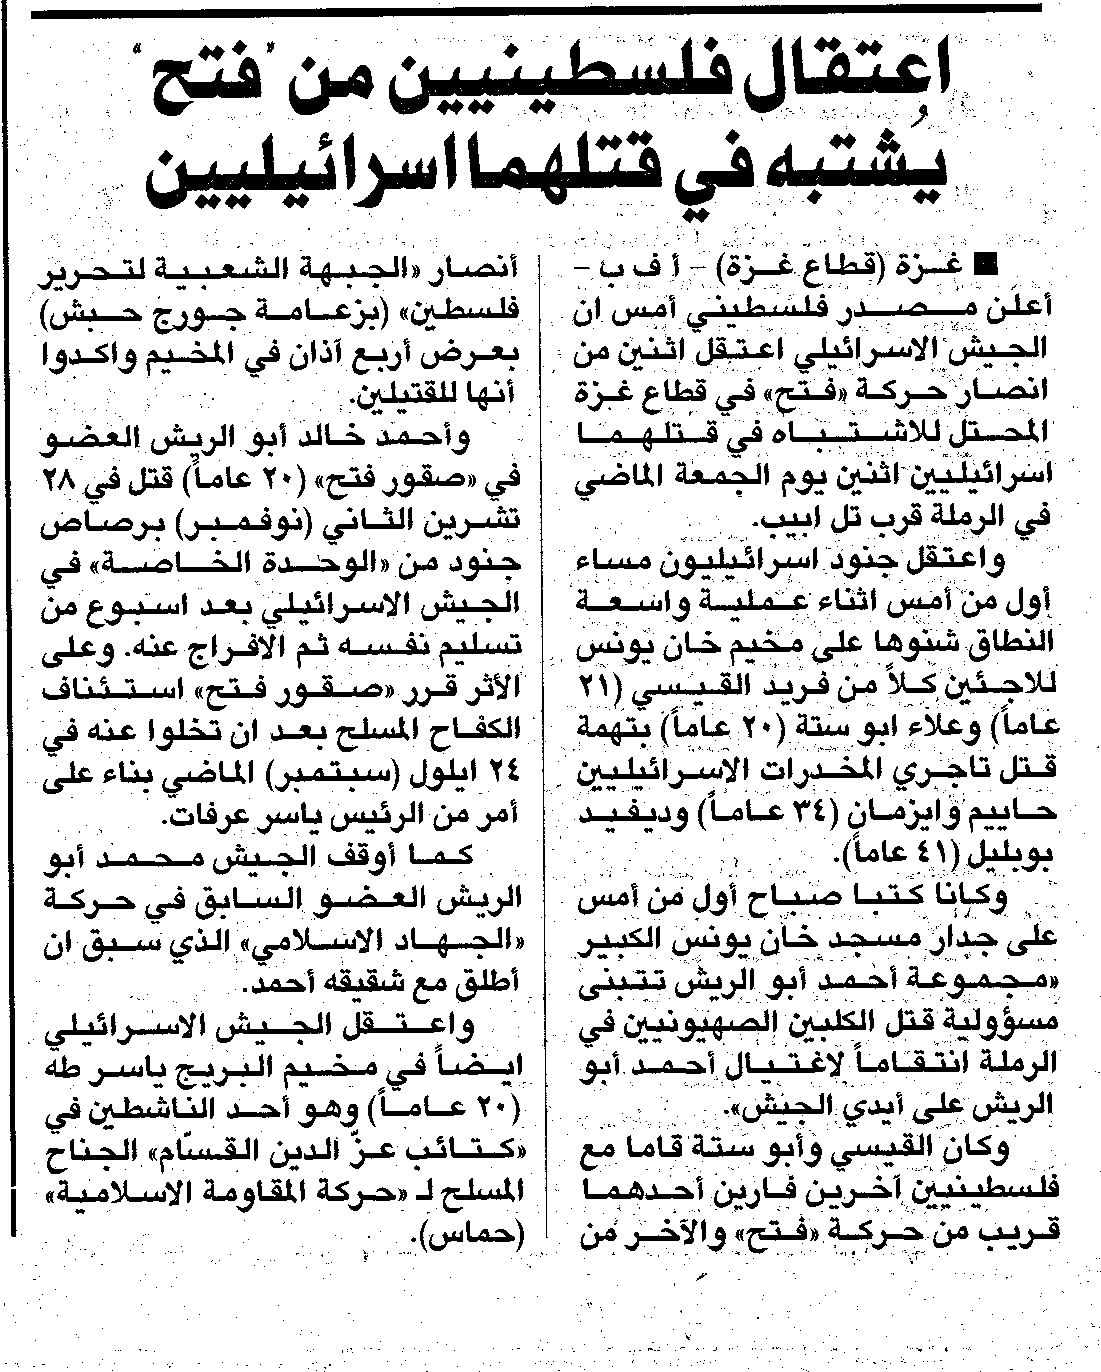 اعتقال فلسطينيين من "فتح"
يُشتبه في قتلهما اسرائيليين
■ غزة (قطاع غزة) - أ ف ب -
أعلن مصدر فلسطيني أمس ان
الجيش الاسرائيلي اعتقل اثنين من
انصار حركة «فتح» في قطاع غزة
المحتل للاشتباه في قتلهما
اسرائيليين اثنين يوم الجمعة الماضي
في الرملة قرب تل ابيب.
واعتقل جنود اسرائيليون مساء
أول من أمس اثناء عملية واسعة
النطاق شنوها على مخيم خان يونس
للاجئين كلاً من فريد القيسي (٢١
عاماً) وعلاء ابو ستة (٢٠ عاماً) بتهمة
قتل تاجري المخدرات الاسرائيليين
حاييم وايزمان (٣٤ عاماً) وديفيد
بوبليل (٤١ عاماً).
وكانا كتبا صباح أول من أمس
على جدار مسجد خان يونس الكبير
«مجموعة أحمد أبو الريش تتبنى
مسؤولية قتل الكلبين الصهيونيين في
الرملة انتقاماً لاغتيال أحمد أبو
الريش على أيدي الجيش».
وكان القيسي وأبو ستة قاما مع
فلسطينيين آخرين فارين أحدهما
قريب من حركة «فتح» والآخر من
أنصار «الجبهة الشعبية لتحرير
فلسطين» (بزعامة جورج حبش)
بعرض أربع آذان في المخيم واكدوا
أنها للقتيلين.
وأحمد خالد أبو الريش العضو
في «صقور فتح» (٢٠ عاماً) قتل في ٢٨
تشرين الثاني (نوفمبر) برصاص
جنود من «الوحدة الخاصة» في
الجيش الاسرائيلي بعد اسبوع من
تسليم نفسه ثم الافراج عنه. وعلى
الأثر قرر «صقور فتح» استئناف
الكفاح المسلح بعد ان تخلوا عنه في
٢٤ ايلول (سبتمبر) الماضي بناء على
أمر من الرئيس ياسر عرفات.
كما أوقف الجيش محمد أبو
الريش العضو السابق في حركة
«الجهاد الاسلامي» الذي سبق ان
أطلق مع شقيقه أحمد.
واعتقل الجيش الاسرائيلي
ايضاً في مخيم البريج ياسر طه
(٢٠ عاماً) وهو أحد الناشطين في
«كتائب عزّ الدين القسّام» الجناح
المسلح لـ «حركة المقاومة الاسلامية»
(حماس).